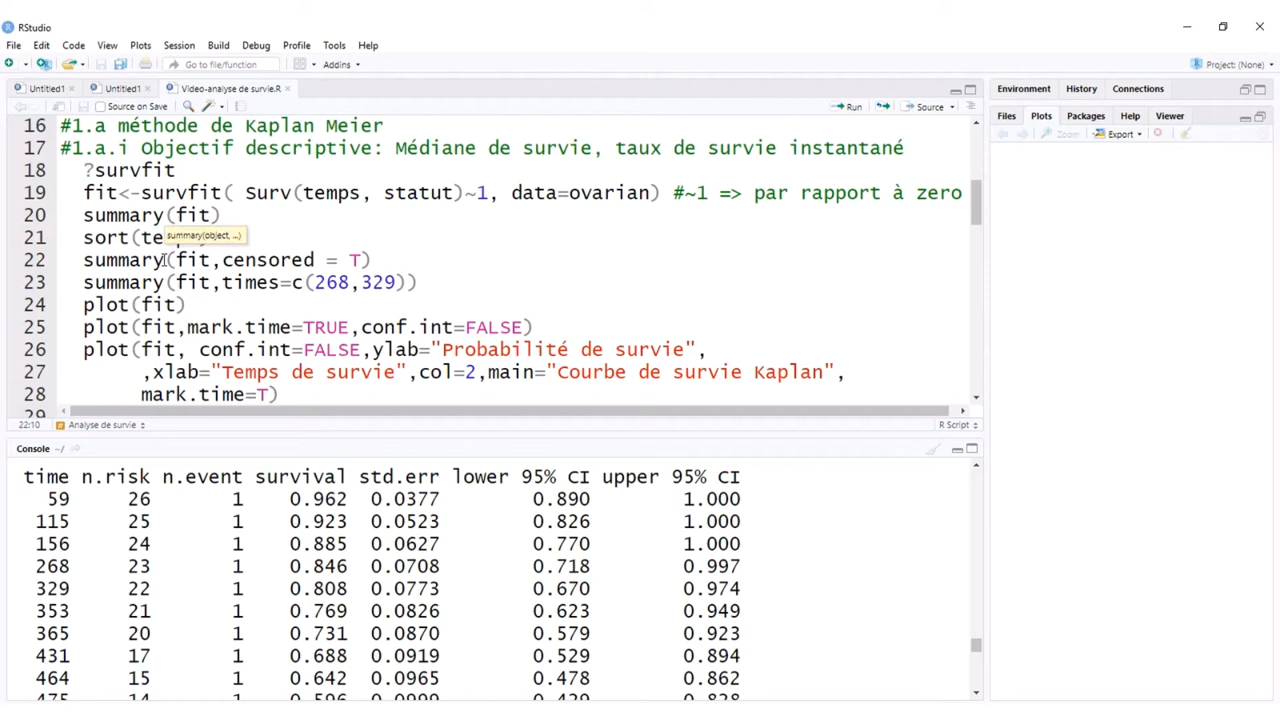 RStudio
File Edit Code View Plots Session Build Debug Profile Tools Help
Go to file/function Addins Project: (None)
Untitled1 Untitled1 Video-analyse de survie.R
Source on Save Run Source
16 #1.a méthode de Kaplan Meier
17 #1.a.i Objectif descriptive: Médiane de survie, taux de survie instantané
18 ?survfit
19 fit<-survfit( Surv(temps, statut)~1, data=ovarian) #~1 => par rapport à zero
20 summary(fit)
summary(object, ...)
21 sort(te
22 summary(fit,censored = T)
23 summary(fit,times=c(268,329))
24 plot(fit)
25 plot(fit,mark.time=TRUE,conf.int=FALSE)
26 plot(fit, conf.int=FALSE,ylab="Probabilité de survie",
27 ,xlab="Temps de survie",col=2,main="Courbe de survie Kaplan",
28 mark.time=T)
29
22:10 Analyse de survie R Script
Console ~/
time n.risk n.event survival std.err lower 95% CI upper 95% CI
59 26 1 0.962 0.0377 0.890 1.000
115 25 1 0.923 0.0523 0.826 1.000
156 24 1 0.885 0.0627 0.770 1.000
268 23 1 0.846 0.0708 0.718 0.997
329 22 1 0.808 0.0773 0.670 0.974
353 21 1 0.769 0.0826 0.623 0.949
365 20 1 0.731 0.0870 0.579 0.923
431 17 1 0.688 0.0919 0.529 0.894
464 15 1 0.642 0.0965 0.478 0.862
475 14 1 0.596 0.0999 0.429 0.828
Environment History Connections
Files Plots Packages Help Viewer
Zoom Export